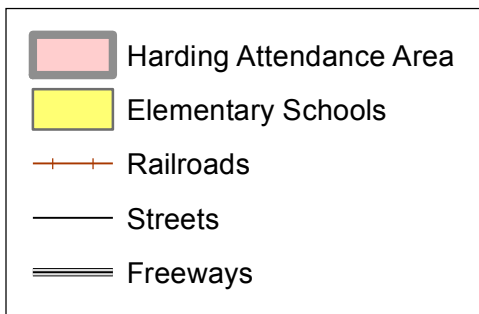 Harding Attendance Area
Elementary Schools
Railroads
Streets
Freeways